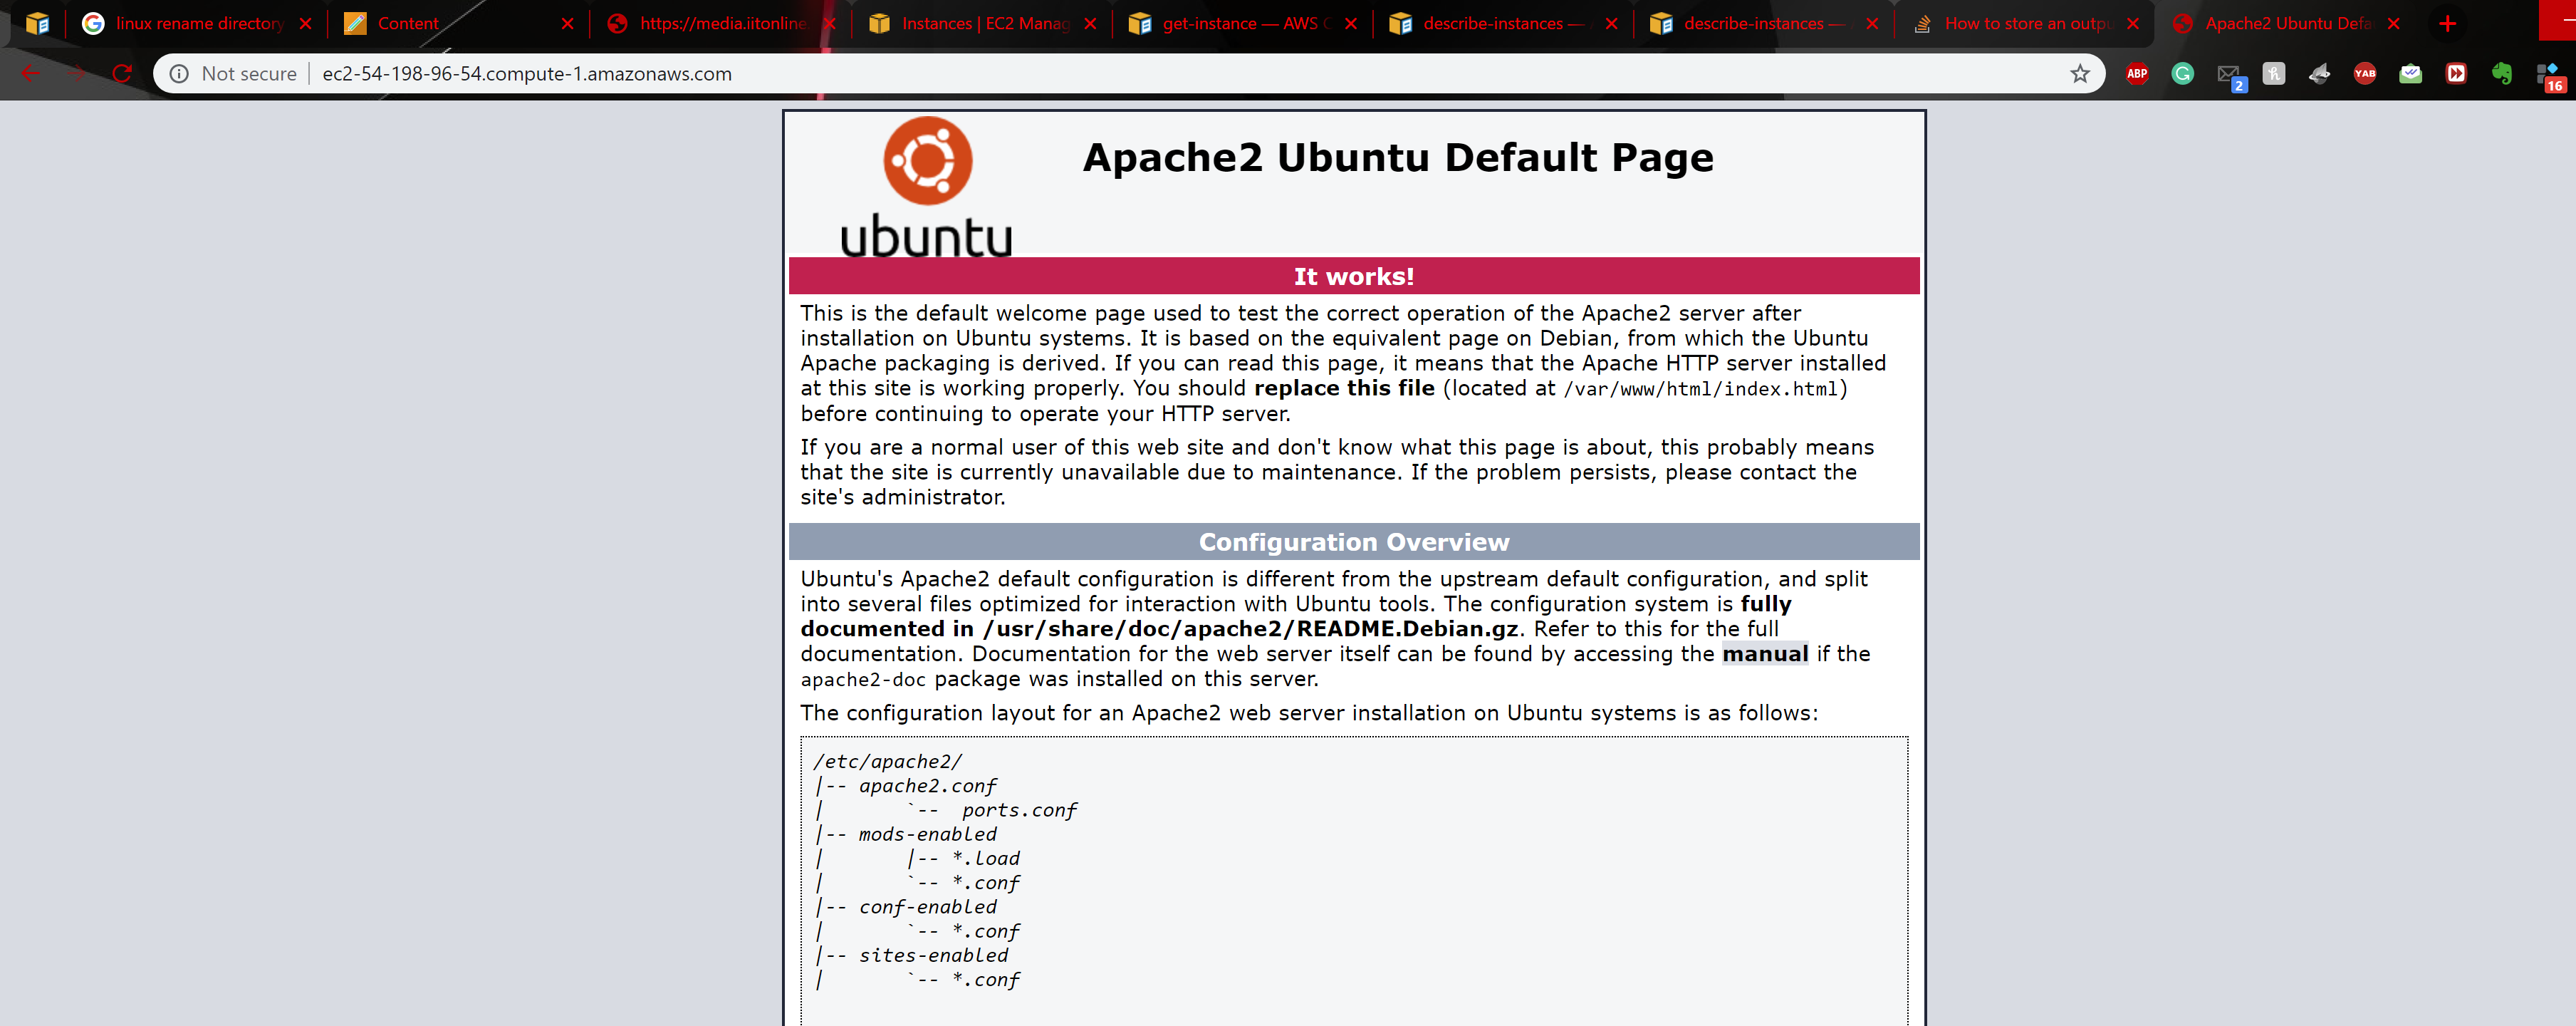 linux rename directory
Content
https://media.iitonline.
Instances | EC2 Manag
get-instance — AWS C
describe-instances —
describe-instances —
How to store an outpu
Apache2 Ubuntu Defa
Not secure
ec2-54-198-96-54.compute-1.amazonaws.com
ABP
2
YAB
16
ubuntu
Apache2 Ubuntu Default Page
It works!
This is the default welcome page used to test the correct operation of the Apache2 server after
installation on Ubuntu systems. It is based on the equivalent page on Debian, from which the Ubuntu
Apache packaging is derived. If you can read this page, it means that the Apache HTTP server installed
at this site is working properly. You should replace this file (located at /var/www/html/index.html)
before continuing to operate your HTTP server.
If you are a normal user of this web site and don't know what this page is about, this probably means
that the site is currently unavailable due to maintenance. If the problem persists, please contact the
site's administrator.
Configuration Overview
Ubuntu's Apache2 default configuration is different from the upstream default configuration, and split
into several files optimized for interaction with Ubuntu tools. The configuration system is fully
documented in /usr/share/doc/apache2/README.Debian.gz. Refer to this for the full
documentation. Documentation for the web server itself can be found by accessing the manual if the
apache2-doc package was installed on this server.
The configuration layout for an Apache2 web server installation on Ubuntu systems is as follows:
/etc/apache2/
|-- apache2.conf
|       `--  ports.conf
|-- mods-enabled
|       |-- *.load
|       `-- *.conf
|-- conf-enabled
|       `-- *.conf
|-- sites-enabled
|       `-- *.conf